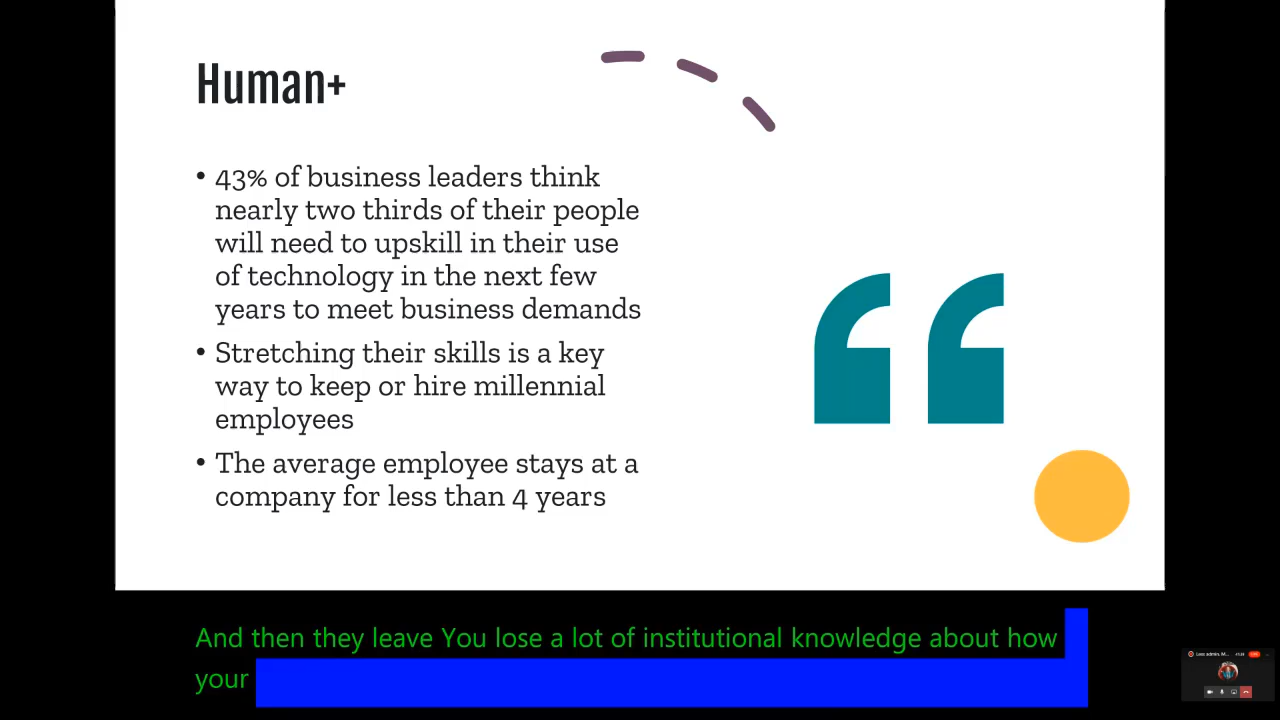 Human+
• 43% of business leaders think
nearly two thirds of their people
will need to upskill in their use
of technology in the next few
years to meet business demands
• Stretching their skills is a key
way to keep or hire millennial
employees
• The average employee stays at a
company for less than 4 years
And then they leave You lose a lot of institutional knowledge about how
your